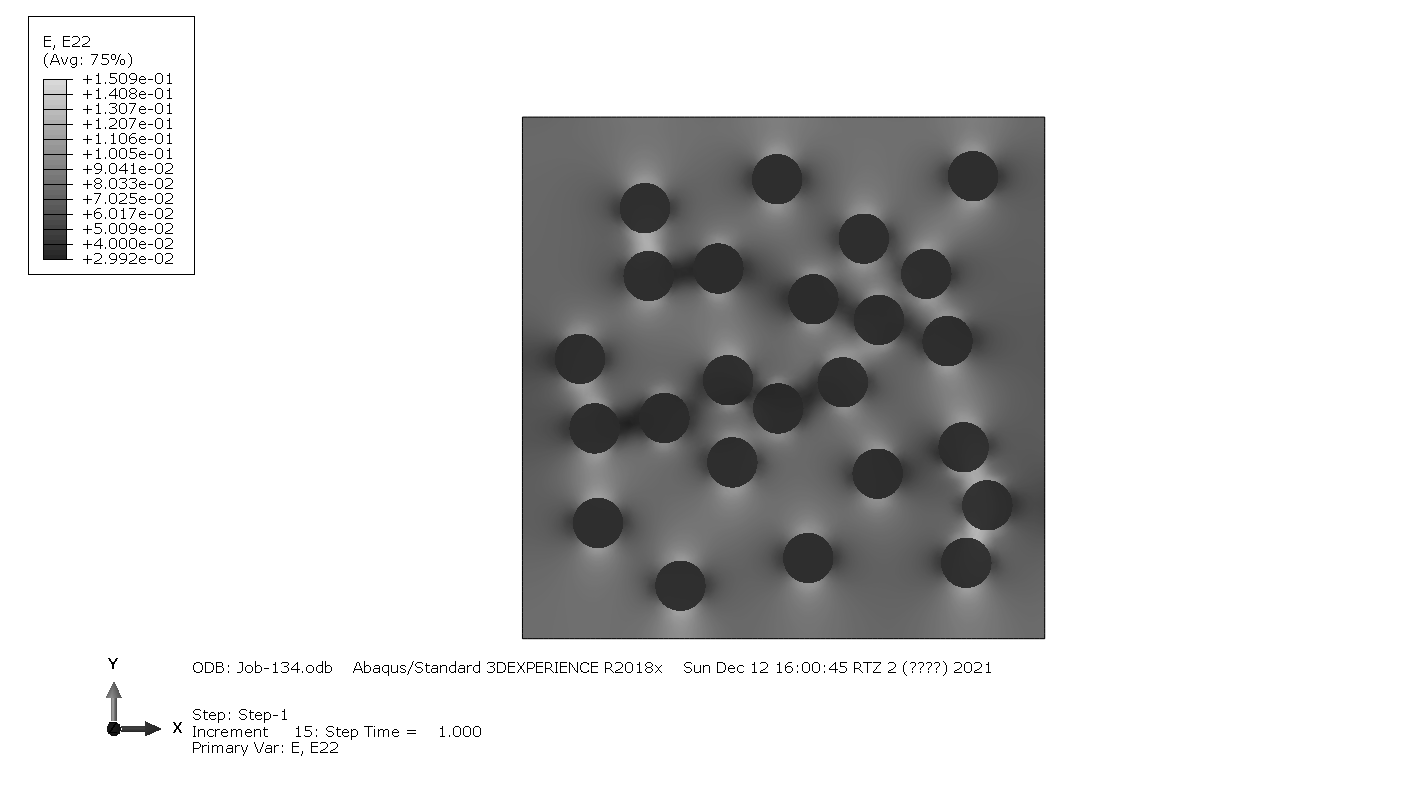 E, E22
(Avg: 75%)
+1.509e-01
+1.408e-01
+1.307e-01
+1.207e-01
+1.106e-01
+1.005e-01
+9.041e-02
+8.033e-02
+7.025e-02
+6.017e-02
+5.009e-02
+4.000e-02
+2.992e-02
Y
X
ODB: Job-134.odb    Abaqus/Standard 3DEXPERIENCE R2018x    Sun Dec 12 16:00:45 RTZ 2 (????) 2021
Step: Step-1
Increment     15: Step Time =    1.000
Primary Var: E, E22